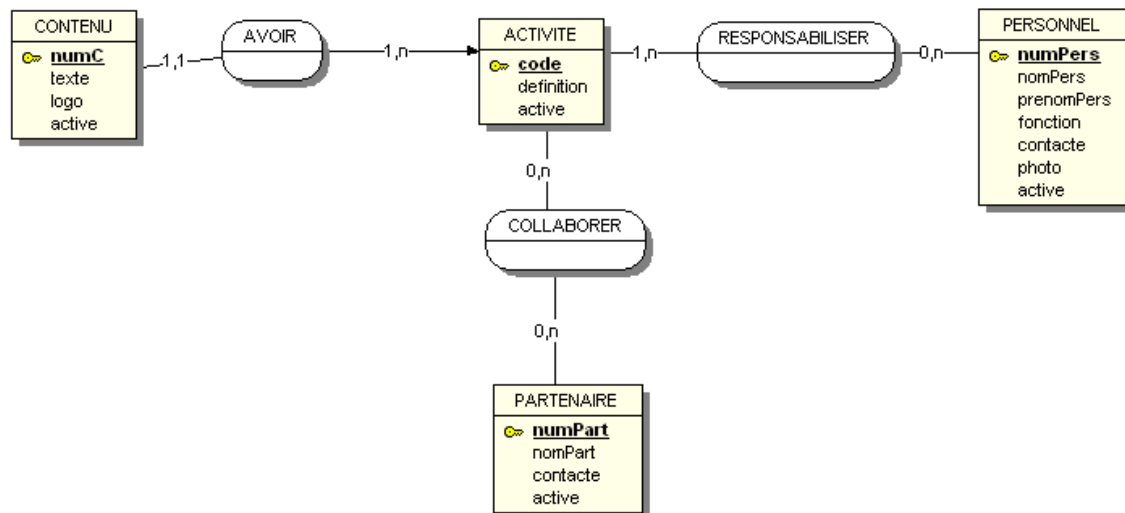 CONTENU
numC
texte
logo
active
1,1
AVOIR
1,n
ACTIVITE
code
definition
active
1,n
RESPONSABILISER
0,n
PERSONNEL
numPers
nomPers
prenomPers
fonction
contacte
photo
active
0,n
COLLABORER
0,n
PARTENAIRE
numPart
nomPart
contacte
active